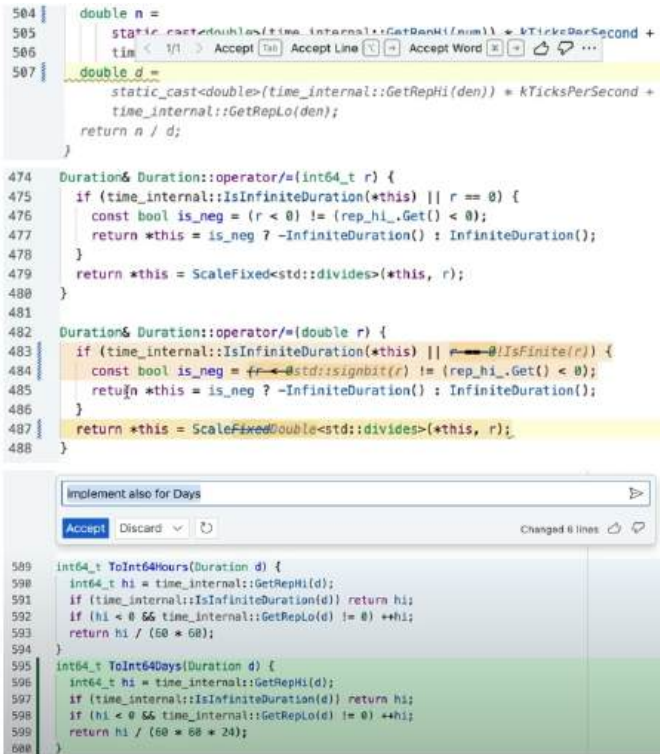 504 double n =
505 static_cast<double>(time_internal::GetRepHi(num)) * kTicksPerSecond +
506 tim < 1/1 > Accept Tab Accept Line Accept Word ...
507 double d =
static_cast<double>(time_internal::GetRepHi(den)) * kTicksPerSecond +
time_internal::GetRepLo(den);
return n / d;
}
474 Duration& Duration::operator/=(int64_t r) {
475 if (time_internal::IsInfiniteDuration(*this) || r == 0) {
476 const bool is_neg = (r < 0) != (rep_hi_.Get() < 0);
477 return *this = is_neg ? -InfiniteDuration() : InfiniteDuration();
478 }
479 return *this = ScaleFixed<std::divides>(*this, r);
480 }
481
482 Duration& Duration::operator/=(double r) {
483 if (time_internal::IsInfiniteDuration(*this) || r == 0!IsFinite(r)) {
484 const bool is_neg = (r < 0std::signbit(r) != (rep_hi_.Get() < 0);
485 return *this = is_neg ? -InfiniteDuration() : InfiniteDuration();
486 }
487 return *this = ScaleFixedDouble<std::divides>(*this, r);
488 }
implement also for Days
Accept Discard Changed 6 lines
589 int64_t ToInt64Hours(Duration d) {
590 int64_t hi = time_internal::GetRepHi(d);
591 if (time_internal::IsInfiniteDuration(d)) return hi;
592 if (hi < 0 && time_internal::GetRepLo(d) != 0) ++hi;
593 return hi / (60 * 60);
594 }
595 int64_t ToInt64Days(Duration d) {
596 int64_t hi = time_internal::GetRepHi(d);
597 if (time_internal::IsInfiniteDuration(d)) return hi;
598 if (hi < 0 && time_internal::GetRepLo(d) != 0) ++hi;
599 return hi / (60 * 60 * 24);
600 }